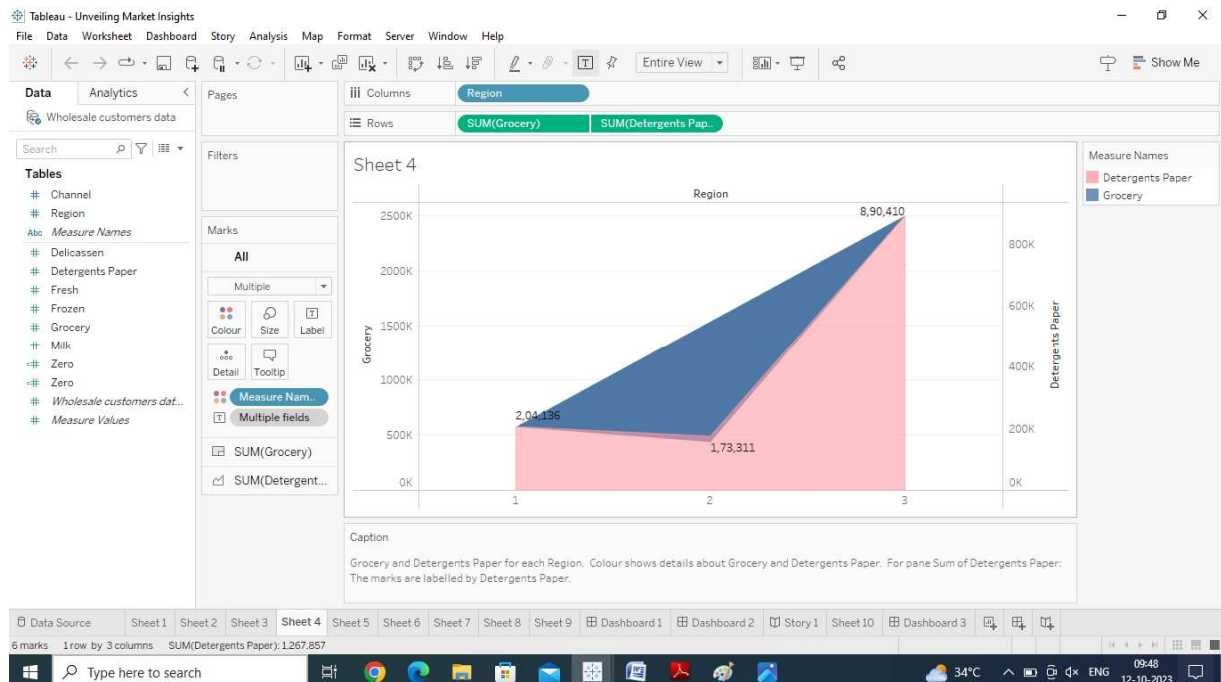 Tableau - Unveiling Market Insights
File Data Worksheet Dashboard Story Analysis Map Format Server Window Help
Entire View
Show Me
Data Analytics
Wholesale customers data
Search
Tables
Channel
Region
Abc Measure Names
Delicassen
Detergents Paper
Fresh
Frozen
Grocery
Milk
Zero
Zero
Wholesale customers dat...
Measure Values
Pages
Filters
Marks
All
Multiple
Colour Size Label
Detail Tooltip
Measure Nam..
Multiple fields
SUM(Grocery)
SUM(Detergent...
Columns Region
Rows SUM(Grocery) SUM(Detergents Pap..
Sheet 4
Region
2500K
2000K
1500K
1000K
500K
0K
Grocery
8,90,410
2,04,136
1,73,311
800K
600K
400K
200K
0K
Detergents Paper
1 2 3
Measure Names
Detergents Paper
Grocery
Caption
Grocery and Detergents Paper for each Region. Colour shows details about Grocery and Detergents Paper. For pane Sum of Detergents Paper:
The marks are labelled by Detergents Paper.
Data Source Sheet 1 Sheet 2 Sheet 3 Sheet 4 Sheet 5 Sheet 6 Sheet 7 Sheet 8 Sheet 9 Dashboard 1 Dashboard 2 Story 1 Sheet 10 Dashboard 3
6 marks 1 row by 3 columns SUM(Detergents Paper): 1.267.857
Type here to search
34°C ENG 09:48
12-10-2023